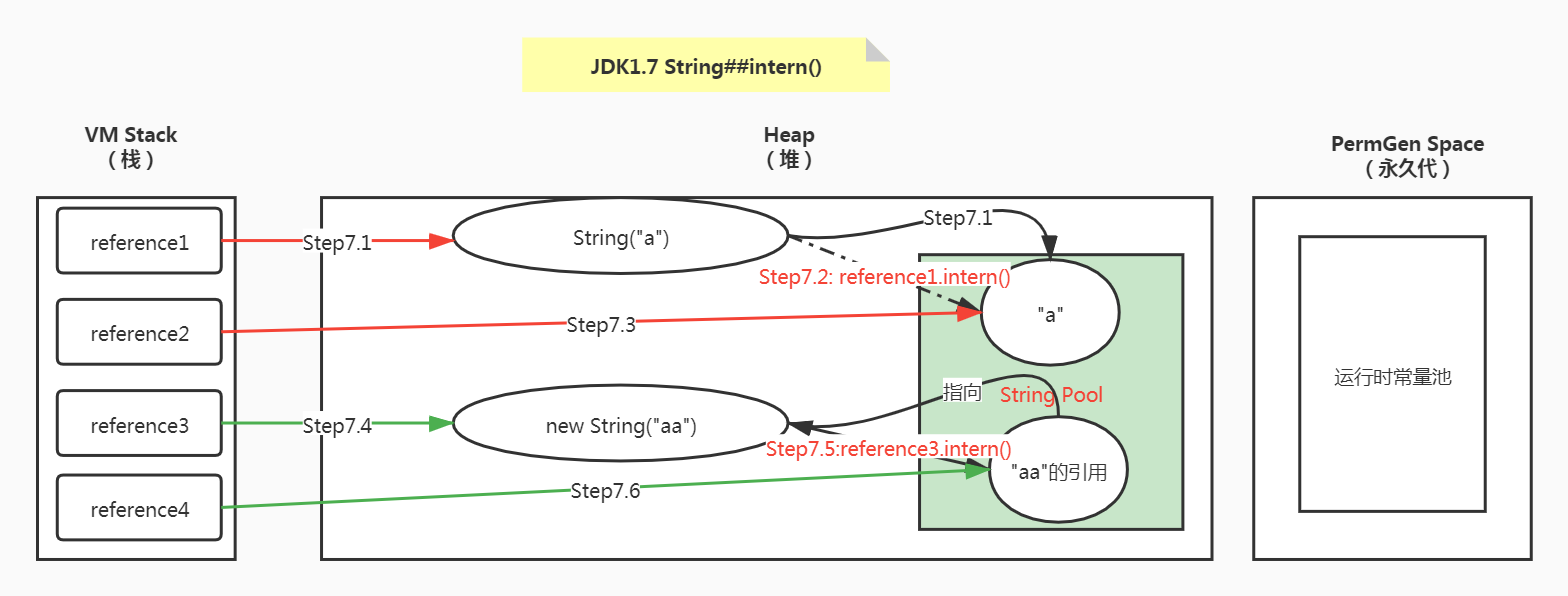 JDK1.7 String##intern()
VM Stack
（栈）
Heap
（堆）
PermGen Space
（永久代）
reference1
Step7.1
String("a")
Step7.1
Step7.2: reference1.intern()
"a"
reference2
Step7.3
运行时常量池
指向
String Pool
reference3
Step7.4
new String("aa")
Step7.5:reference3.intern()
"aa"的引用
reference4
Step7.6